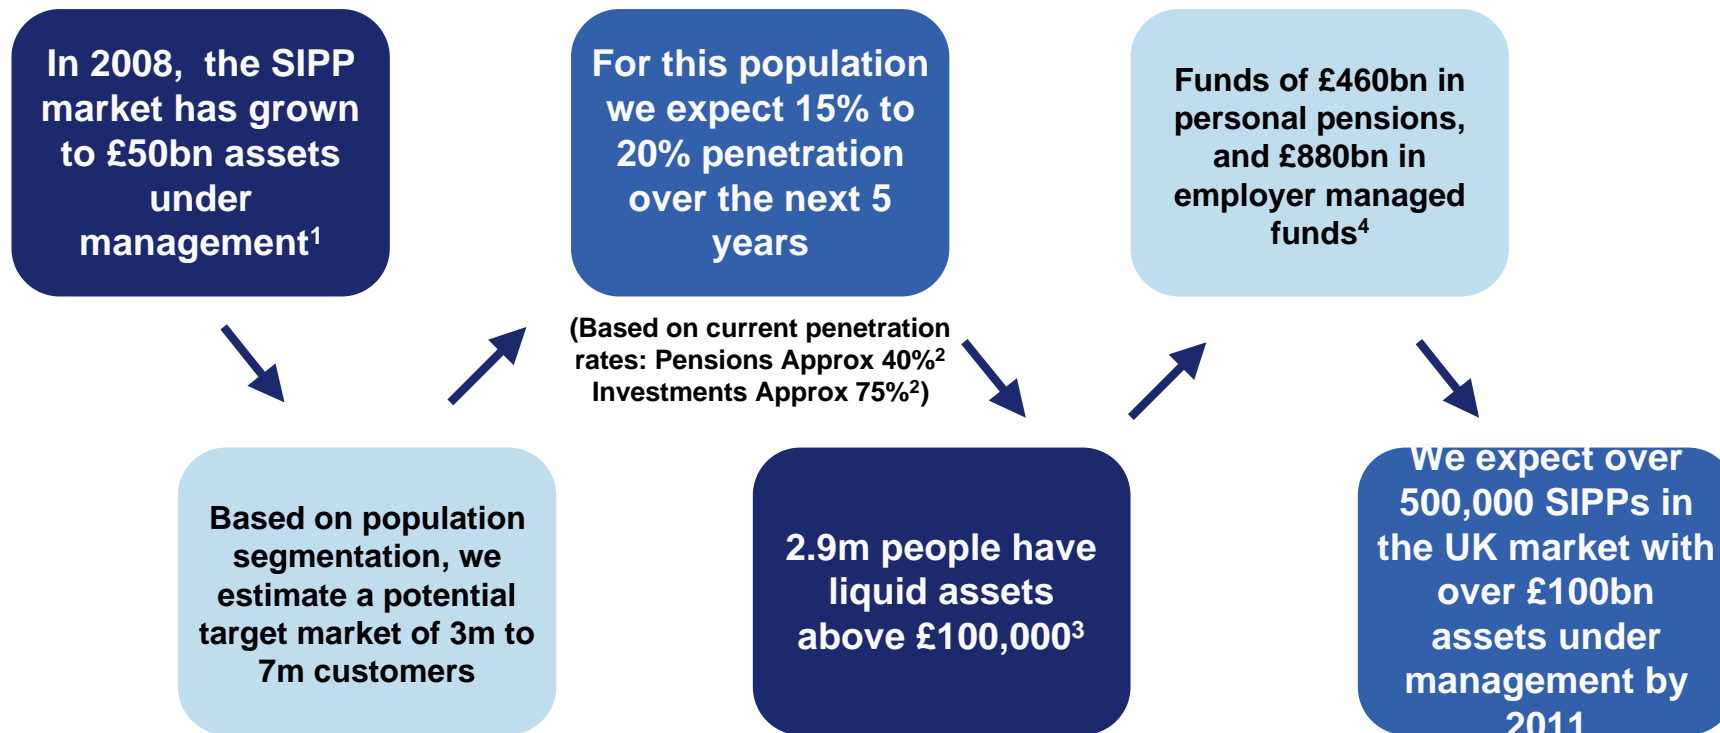 In 2008,  the SIPP
market has grown
to £50bn assets
under
management1
For this population
we expect 15% to
20% penetration
over the next 5
years
Funds of £460bn in
personal pensions,
and £880bn in
employer managed
funds4
(Based on current penetration
rates: Pensions Approx 40%2
Investments Approx 75%2)
Based on population
segmentation, we
estimate a potential
target market of 3m to
7m customers
2.9m people have
liquid assets
above £100,0003
We expect over
500,000 SIPPs in
the UK market with
over £100bn
assets under
management by
2011